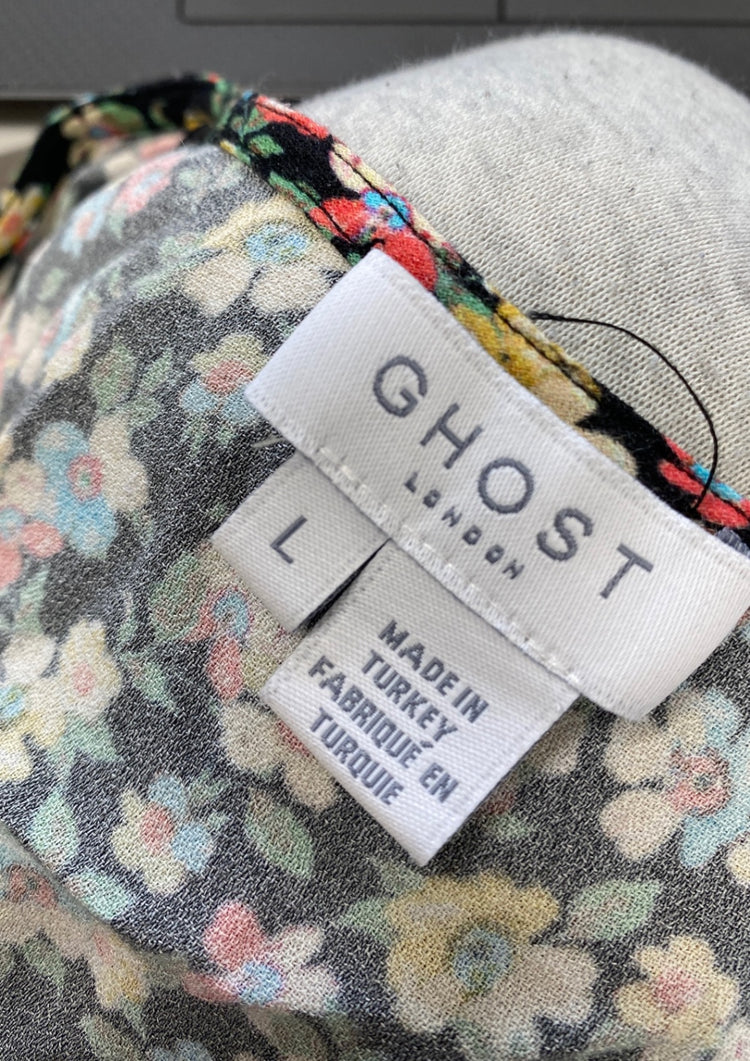 GHOST
LONDON
L
MADE IN
TURKEY
FABRIQUÉ EN
TURQUIE